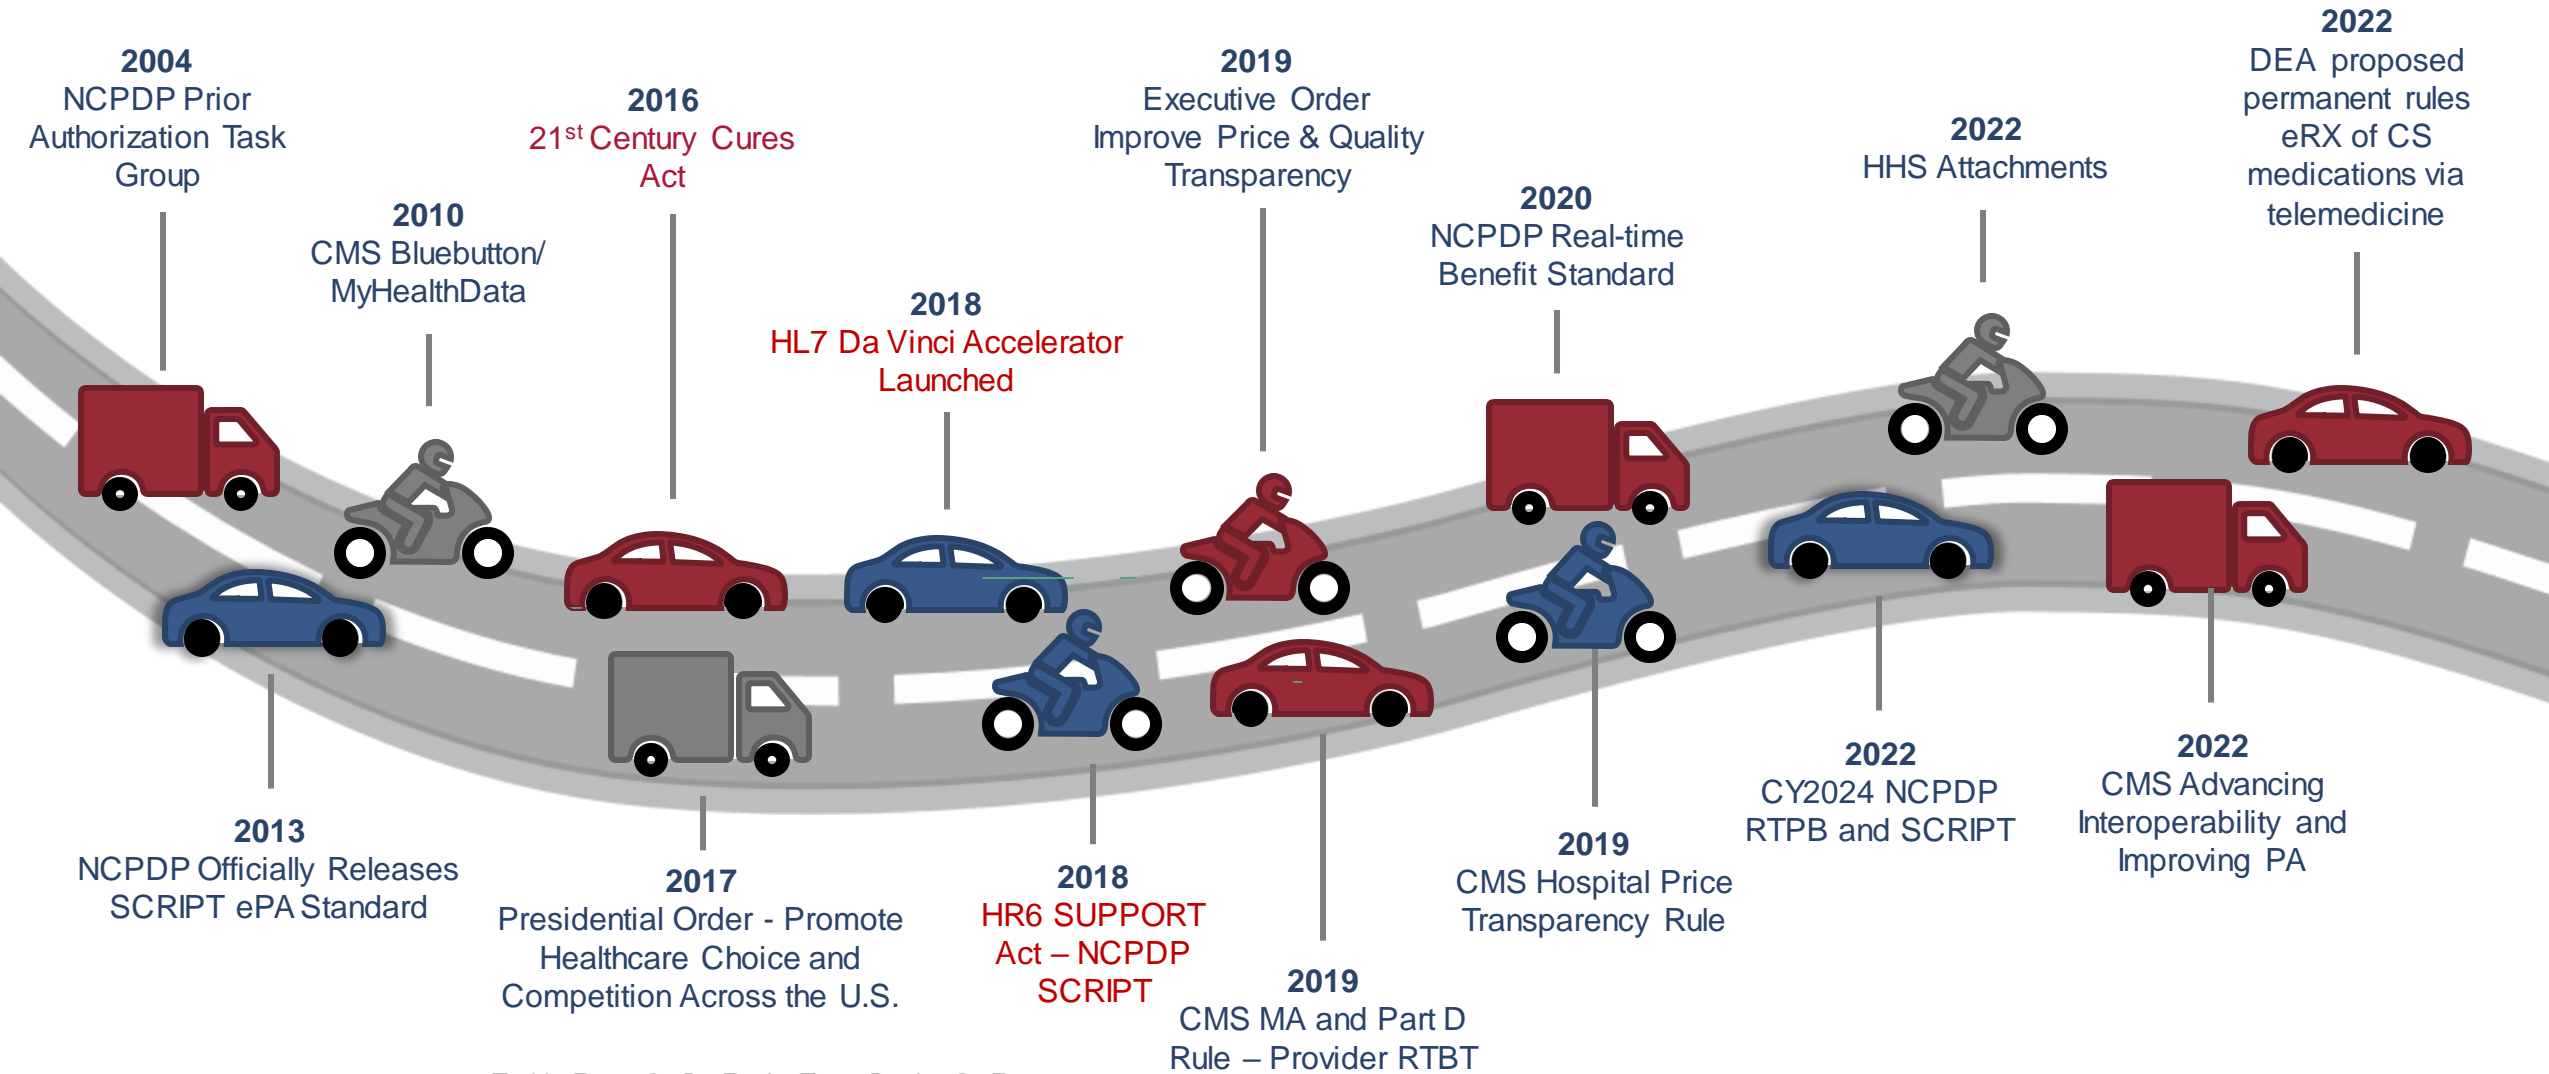 2004
NCPDP Prior
Authorization Task
Group
2010
CMS Bluebutton/
MyHealthData
2016
21st Century Cures
Act
2018
HL7 Da Vinci Accelerator
Launched
2019
Executive Order
Improve Price & Quality
Transparency
2020
NCPDP Real-time
Benefit Standard
2022
HHS Attachments
2022
DEA proposed
permanent rules
eRX of CS
medications via
telemedicine
2013
NCPDP Officially Releases
SCRIPT ePA Standard
2017
Presidential Order - Promote
Healthcare Choice and
Competition Across the U.S.
2018
HR6 SUPPORT
Act – NCPDP
SCRIPT
2019
CMS MA and Part D
Rule – Provider RTBT
2019
CMS Hospital Price
Transparency Rule
2022
CY2024 NCPDP
RTPB and SCRIPT
2022
CMS Advancing
Interoperability and
Improving PA